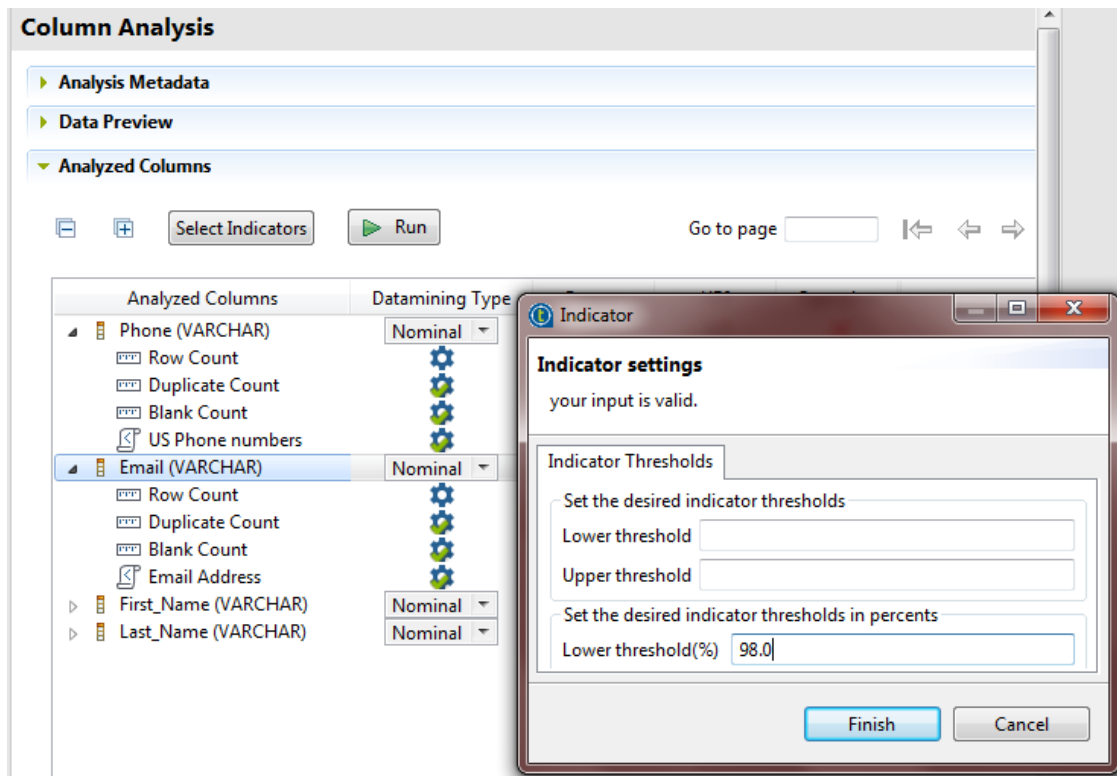 Column Analysis
Analysis Metadata
Data Preview
Analyzed Columns
Select Indicators
Run
Go to page
Analyzed Columns
Datamining Type
Phone (VARCHAR)
Nominal
Row Count
Duplicate Count
Blank Count
US Phone numbers
Email (VARCHAR)
Nominal
Row Count
Duplicate Count
Blank Count
Email Address
First_Name (VARCHAR)
Nominal
Last_Name (VARCHAR)
Nominal
Indicator
Indicator settings
your input is valid.
Indicator Thresholds
Set the desired indicator thresholds
Lower threshold
Upper threshold
Set the desired indicator thresholds in percents
Lower threshold(%) 98.0
Finish
Cancel